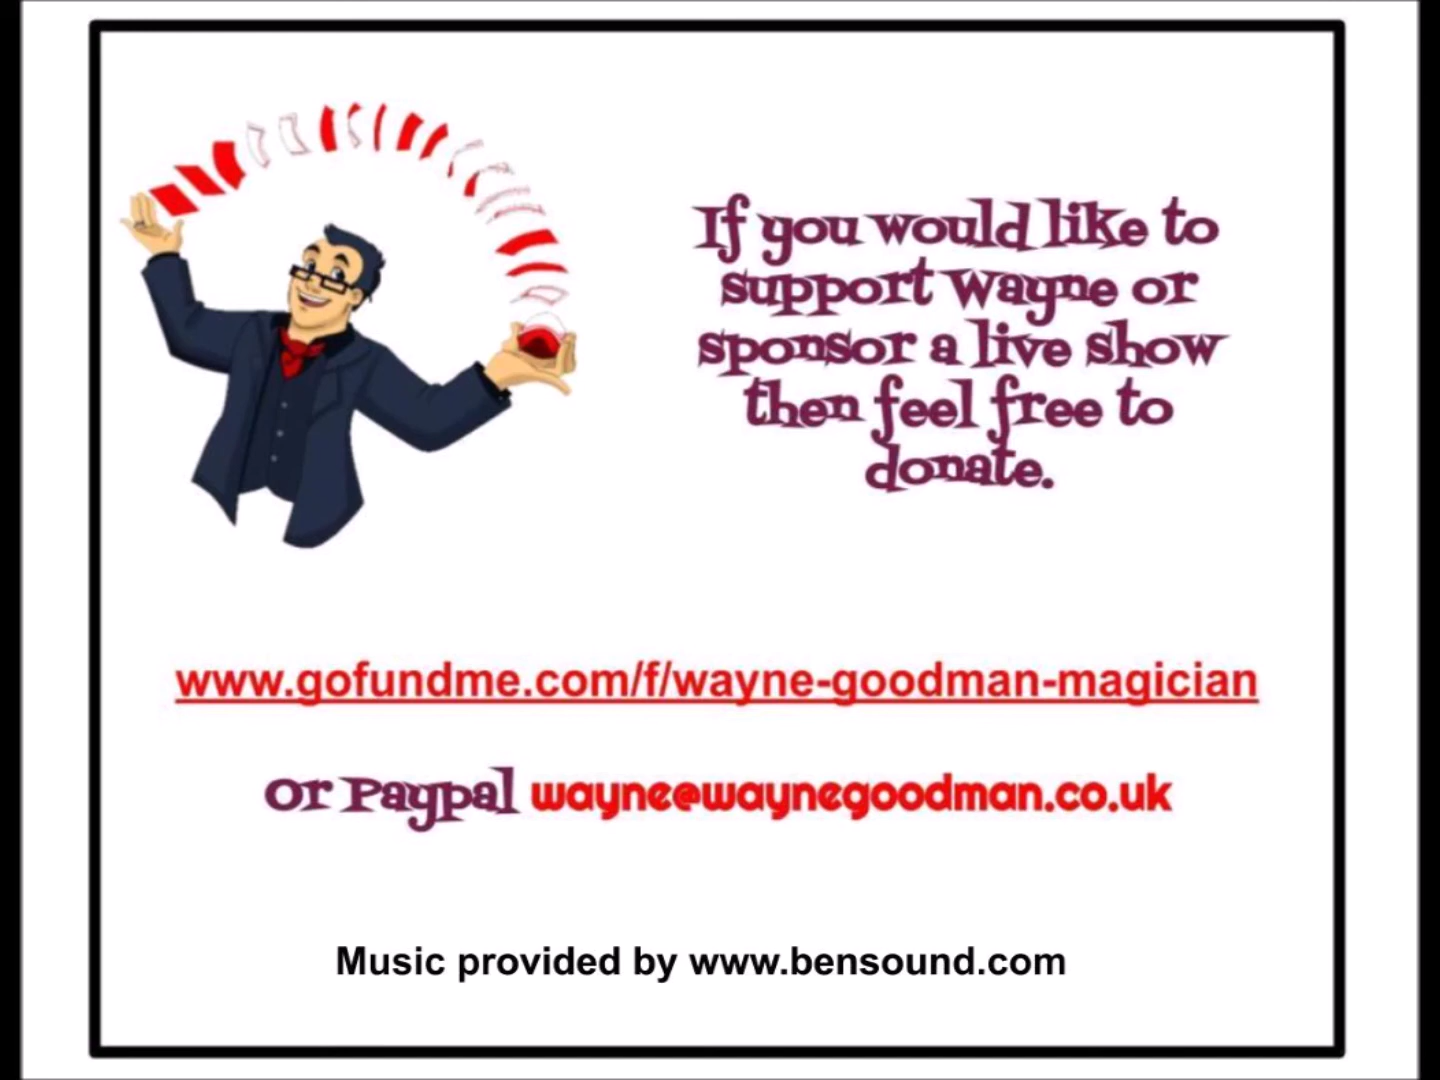 If you would like to
support Wayne or
sponsor a live show
then feel free to
donate.
www.gofundme.com/f/wayne-goodman-magician
Or Paypal wayne@waynegoodman.co.uk
Music provided by www.bensound.com